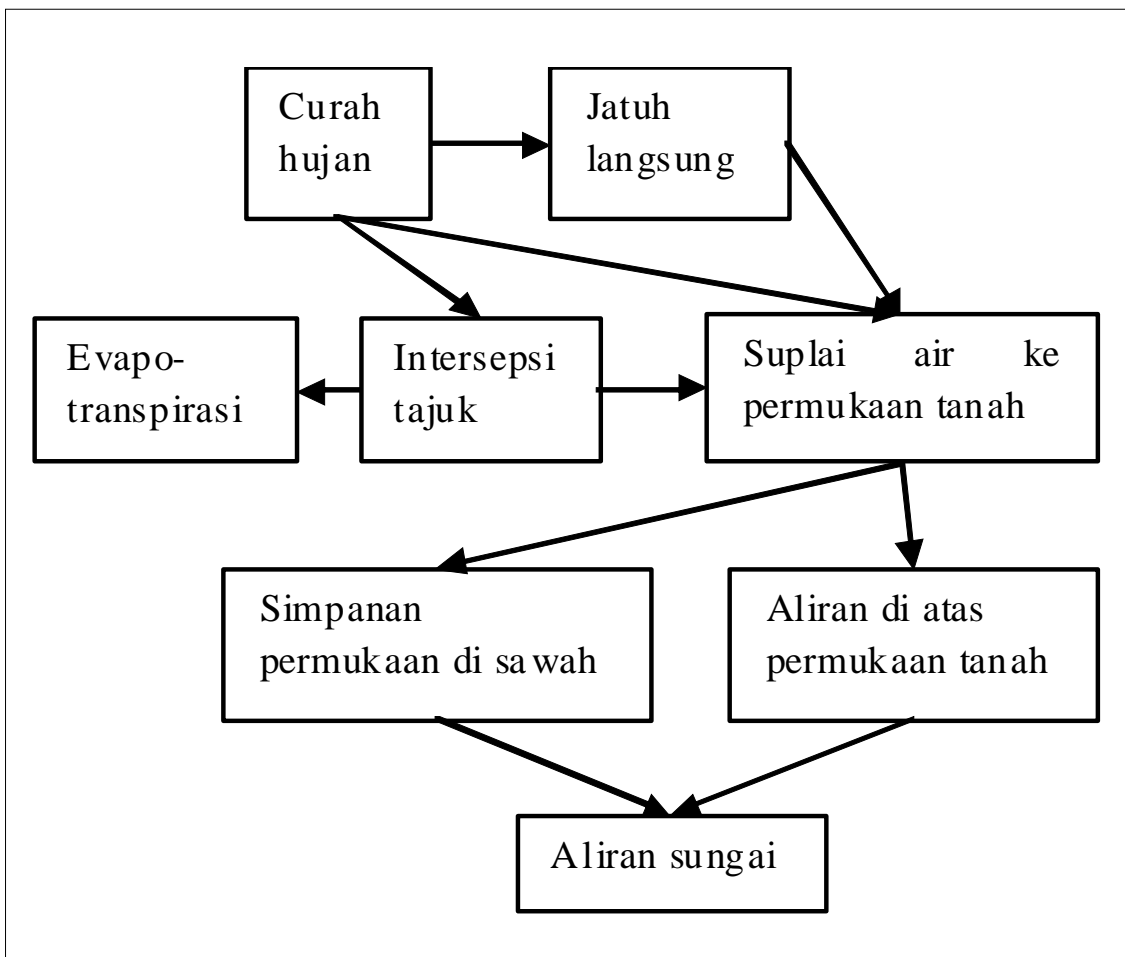 Curah
hujan
Jatuh
langsung
Evapo-
transpirasi
Intersepsi
tajuk
Suplai air ke
permukaan tanah
Simpanan
permukaan di sawah
Aliran di atas
permukaan tanah
Aliran sungai